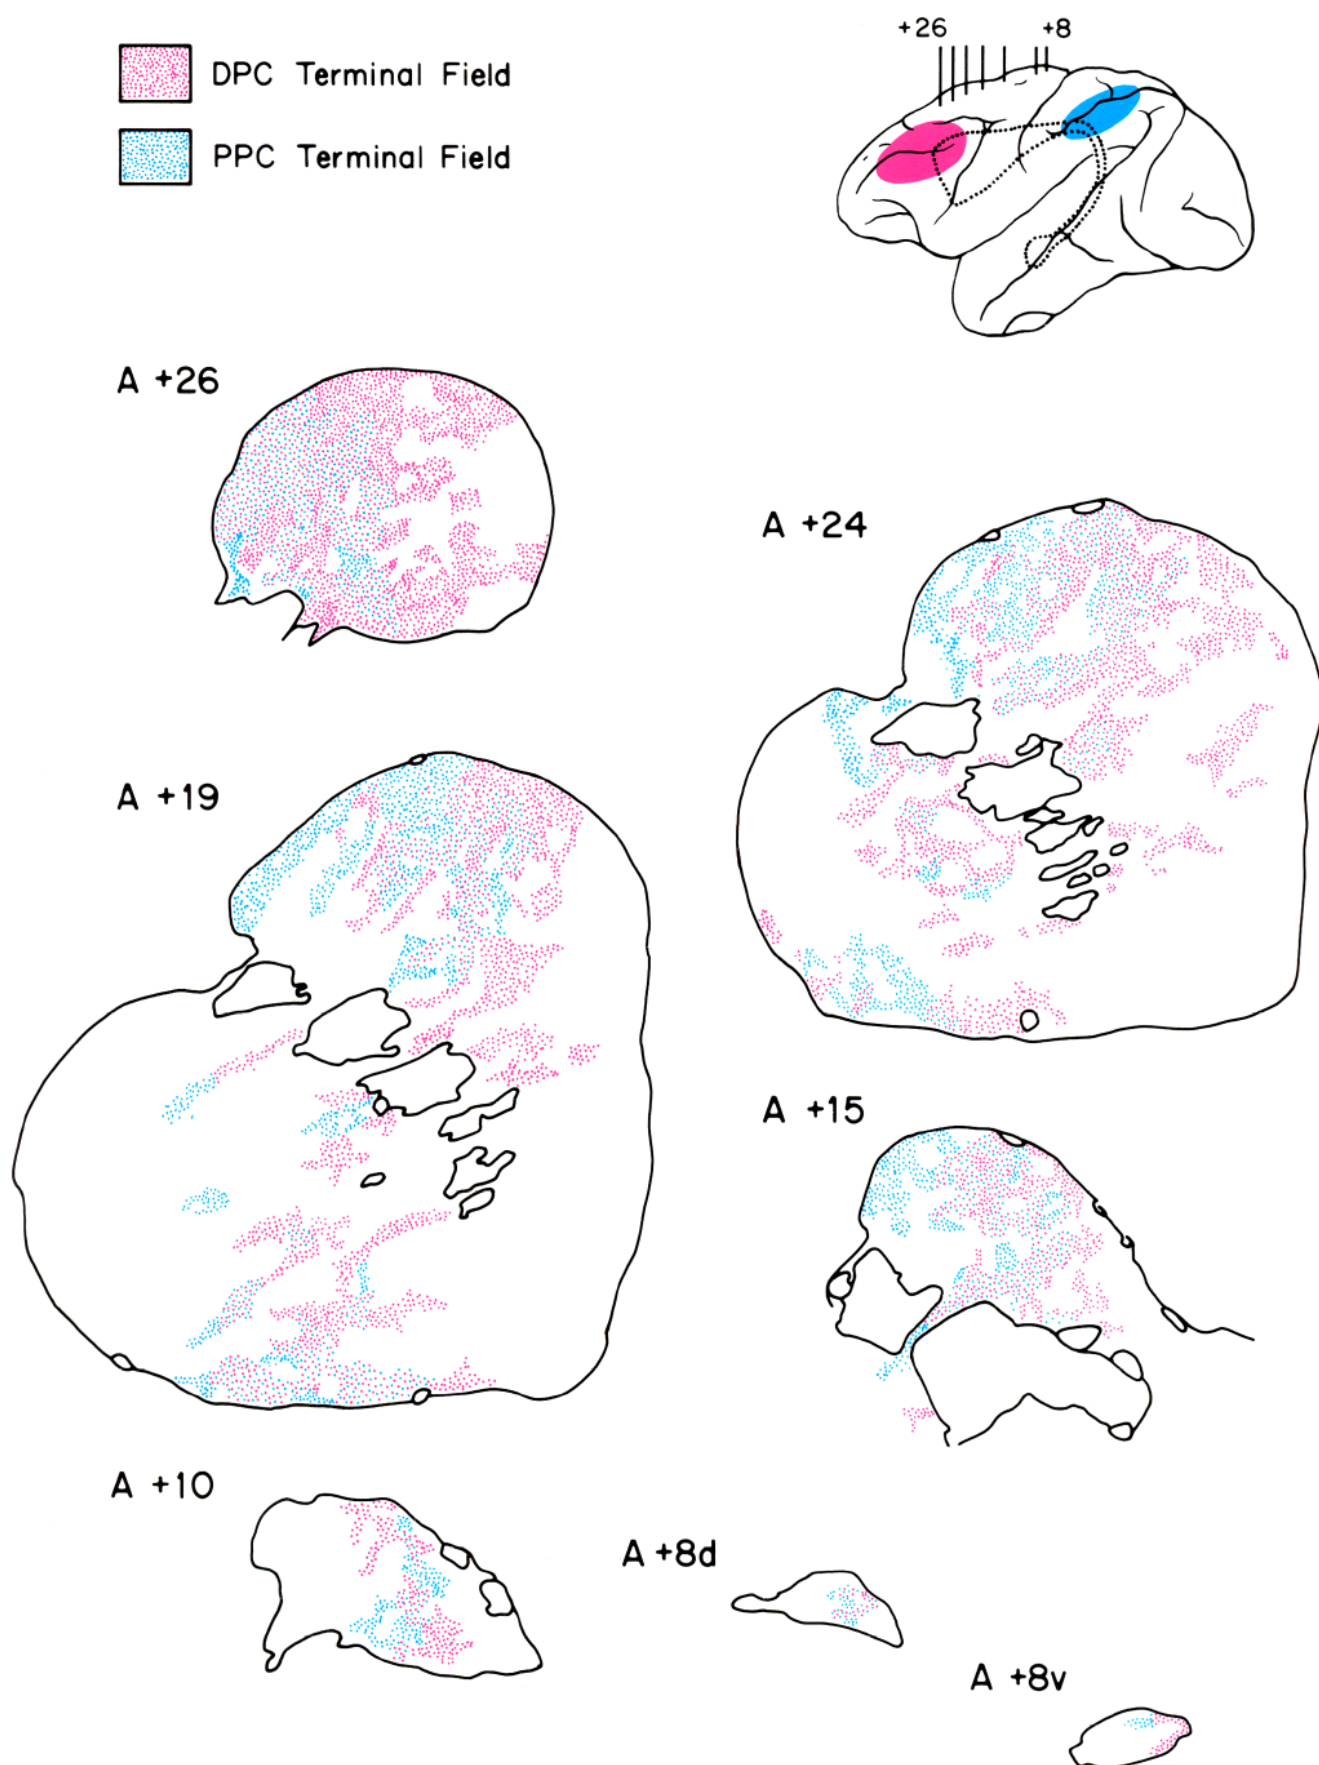 +26 +8
DPC Terminal Field
PPC Terminal Field
A +26
A +24
A +19
A +15
A +10
A +8d
A +8v